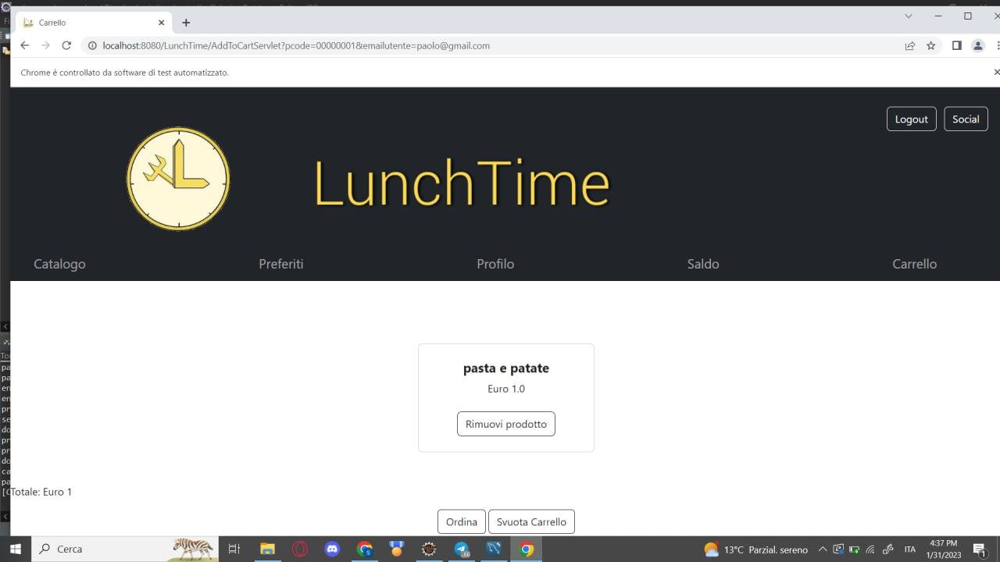 Carrello
localhost:8080/LunchTime/AddToCartServlet?pcode=00000001&emailutente=paolo@gmail.com
Chrome è controllato da software di test automatizzato.
Logout Social
LunchTime
Catalogo Preferiti Profilo Saldo Carrello
pasta e patate
Euro 1.0
Rimuovi prodotto
Totale: Euro 1
Ordina Svuota Carrello
Cerca
66
13°C Parzial. sereno
ITA
4:37 PM
1/31/2023
1